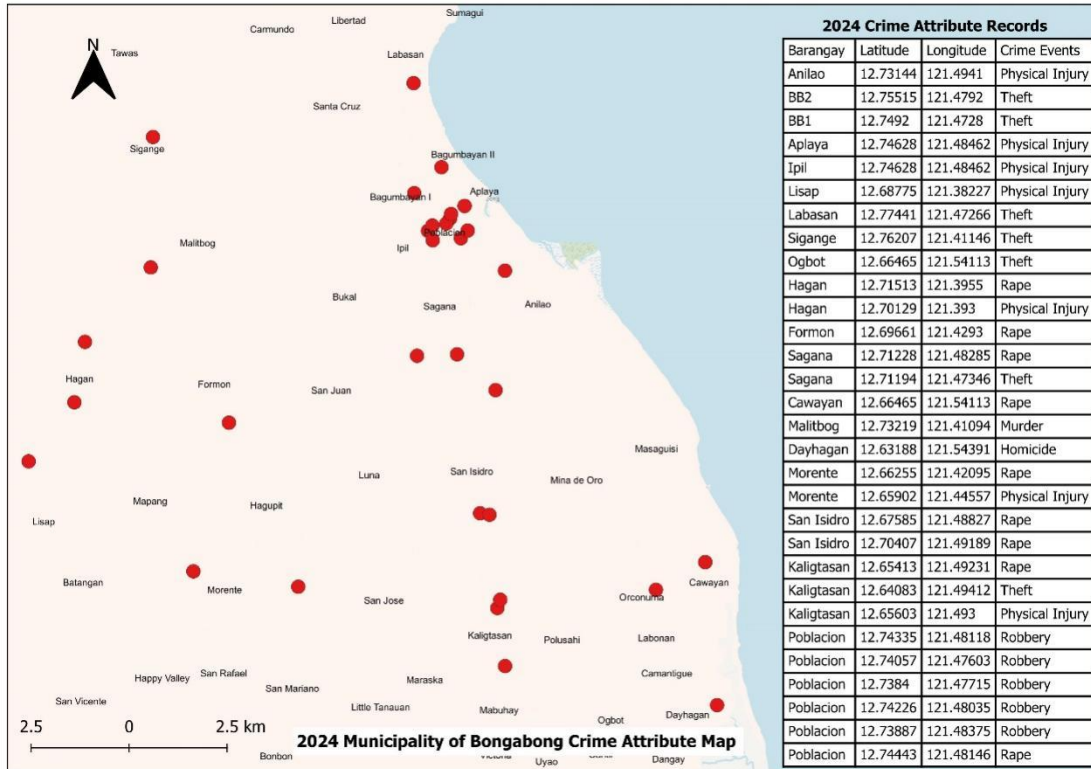 Sumagui
Libertad
Carmundo
N
Tawas
Labasan
Santa Cruz
Sigange
Bagumbayan II
Bagumbayan I
Aplaya
Poblacion
Ipil
Malitbog
Bukal
Sagana
Anilao
Hagan
Formon
San Juan
Masaguisi
Luna
San Isidro
Mina de Oro
Mapang
Hagupit
Lisap
Batangan
Morente
San Jose
Orconuma
Cawayan
Kaligtasan
Polusahi
Labonan
Happy Valley
San Rafael
Maraska
Camantigue
San Vicente
San Mariano
Little Tanauan
Mabuhay
Ogbot
Dayhagan
2.5 0 2.5 km
Bonbon
2024 Municipality of Bongabong Crime Attribute Map
Victoria
Uyao
Dangay
2024 Crime Attribute Records
Barangay Latitude Longitude Crime Events
Anilao 12.73144 121.4941 Physical Injury
BB2 12.75515 121.4792 Theft
BB1 12.7492 121.4728 Theft
Aplaya 12.74628 121.48462 Physical Injury
Ipil 12.74628 121.48462 Physical Injury
Lisap 12.68775 121.38227 Physical Injury
Labasan 12.77441 121.47266 Theft
Sigange 12.76207 121.41146 Theft
Ogbot 12.66465 121.54113 Theft
Hagan 12.71513 121.3955 Rape
Hagan 12.70129 121.393 Physical Injury
Formon 12.69661 121.4293 Rape
Sagana 12.71228 121.48285 Rape
Sagana 12.71194 121.47346 Theft
Cawayan 12.66465 121.54113 Rape
Malitbog 12.73219 121.41094 Murder
Dayhagan 12.63188 121.54391 Homicide
Morente 12.66255 121.42095 Rape
Morente 12.65902 121.44557 Physical Injury
San Isidro 12.67585 121.48827 Rape
San Isidro 12.70407 121.49189 Rape
Kaligtasan 12.65413 121.49231 Rape
Kaligtasan 12.64083 121.49412 Theft
Kaligtasan 12.65603 121.493 Physical Injury
Poblacion 12.74335 121.48118 Robbery
Poblacion 12.74057 121.47603 Robbery
Poblacion 12.7384 121.47715 Robbery
Poblacion 12.74226 121.48035 Robbery
Poblacion 12.73887 121.48375 Robbery
Poblacion 12.74443 121.48146 Rape